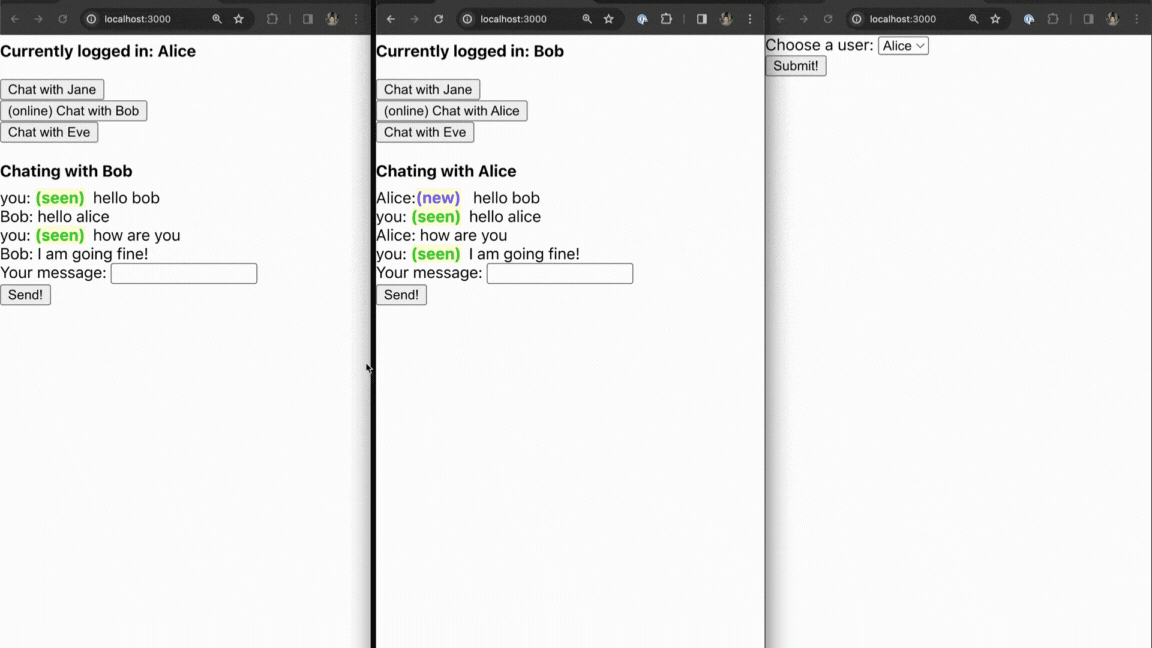 localhost:3000
Currently logged in: Alice
Chat with Jane
(online) Chat with Bob
Chat with Eve
Chating with Bob
you: (seen) hello bob
Bob: hello alice
you: (seen) how are you
Bob: I am going fine!
Your message:
Send!
localhost:3000
Currently logged in: Bob
Chat with Jane
(online) Chat with Alice
Chat with Eve
Chating with Alice
Alice:(new) hello bob
you: (seen) hello alice
Alice: how are you
you: (seen) I am going fine!
Your message:
Send!
localhost:3000
Choose a user: Alice
Submit!